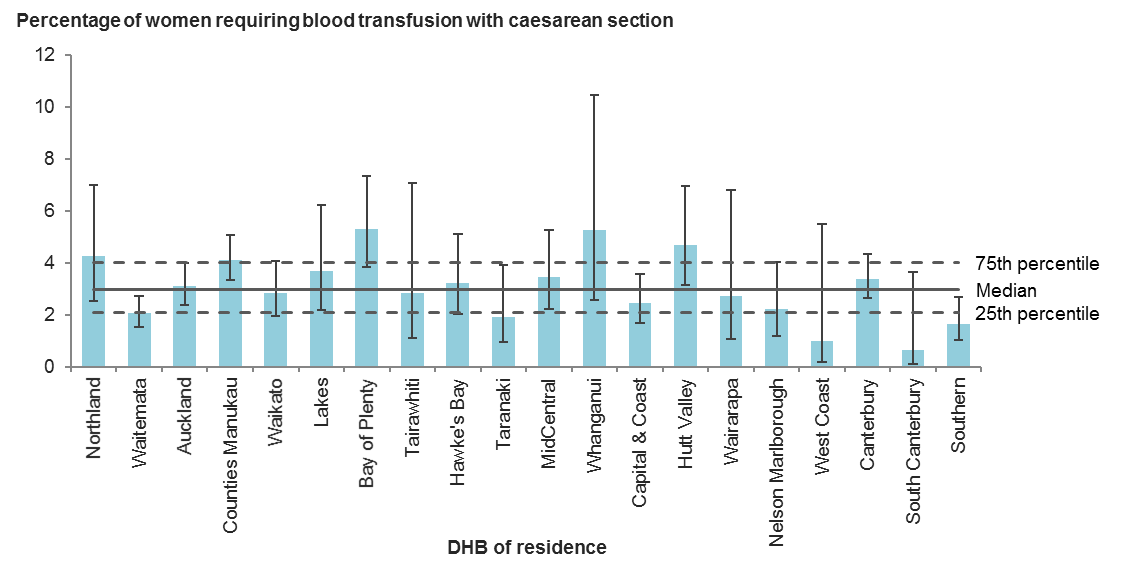 Percentage of women requiring blood transfusion with caesarean section
12
10
8
6
4
2
0
75th percentile
Median
25th percentile
Northland
Waitemata
Auckland
Counties Manukau
Waikato
Lakes
Bay of Plenty
Tairawhiti
Hawke's Bay
Taranaki
MidCentral
Whanganui
Capital & Coast
Hutt Valley
Wairarapa
Nelson Marlborough
West Coast
Canterbury
South Canterbury
Southern
DHB of residence